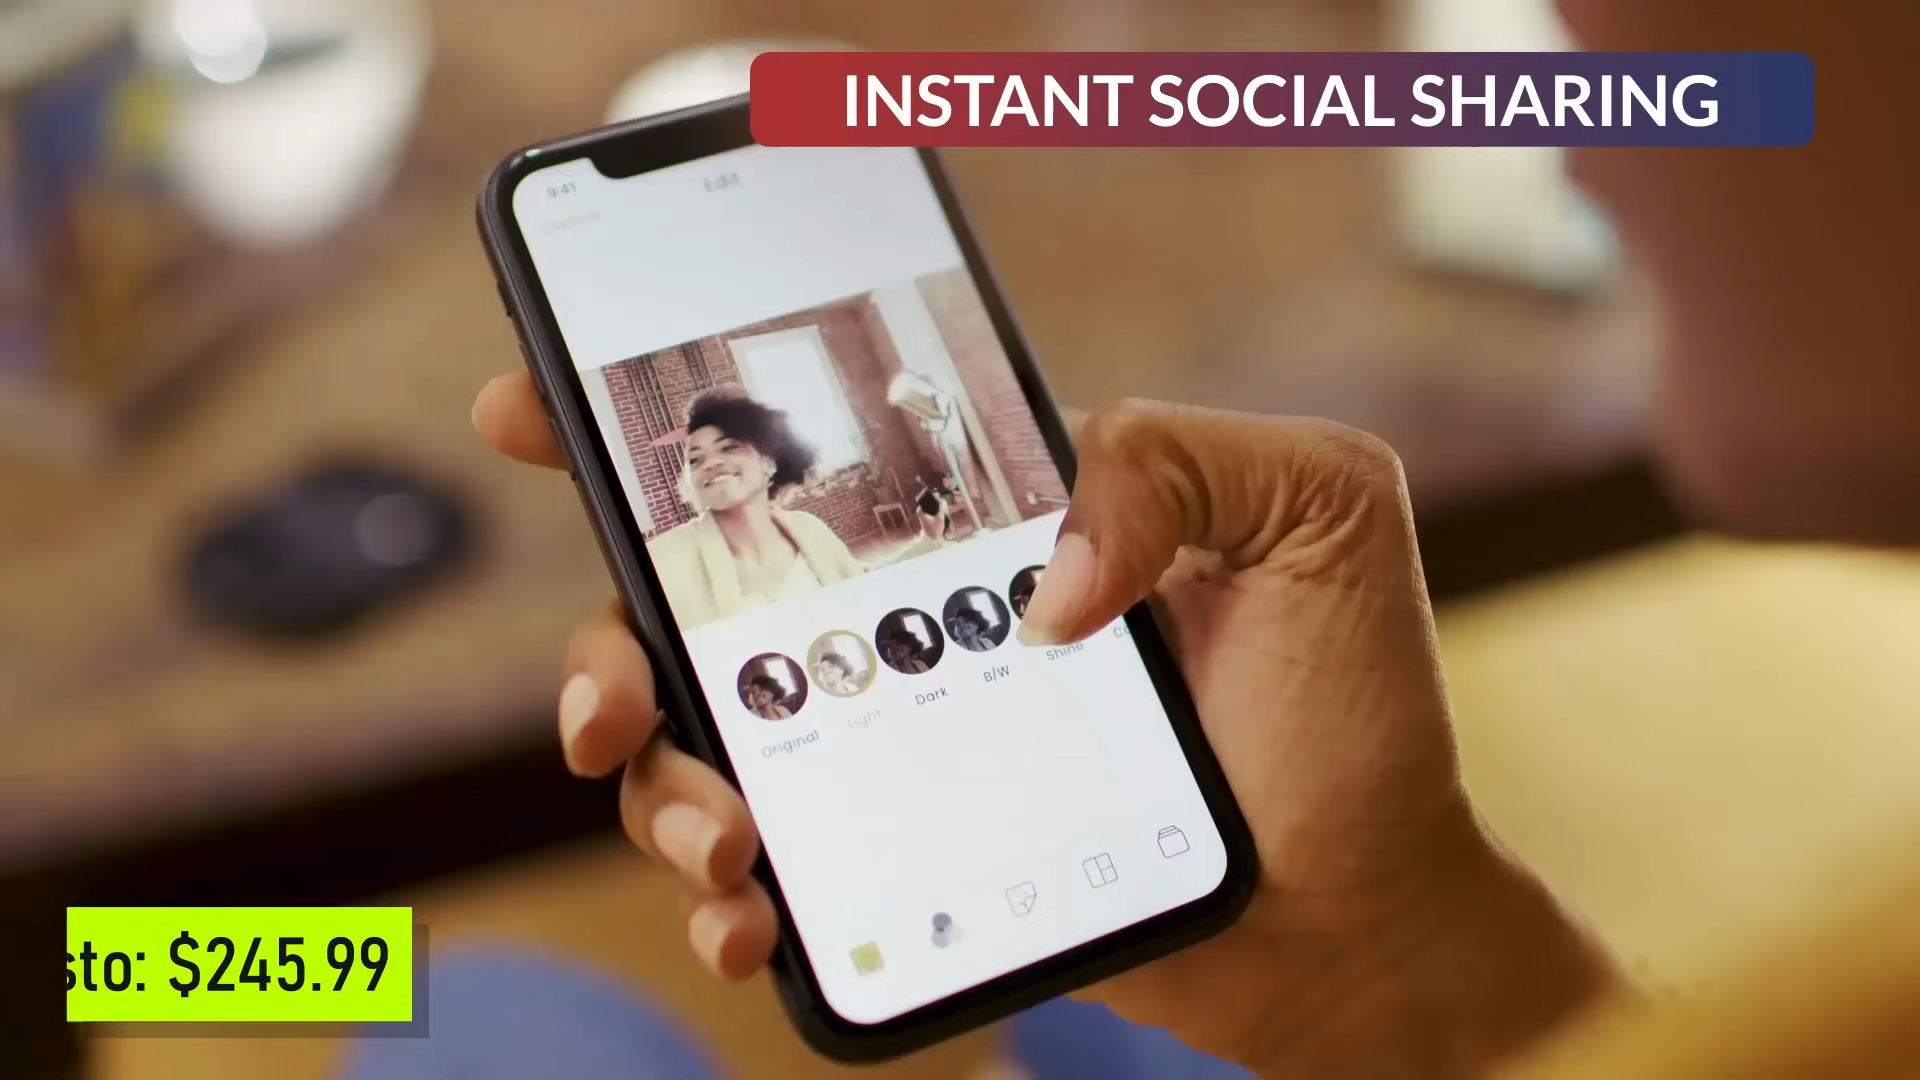 INSTANT SOCIAL SHARING
9:41
Edit
Original
Light
Dark
B/W
Shine
sto: $245.99